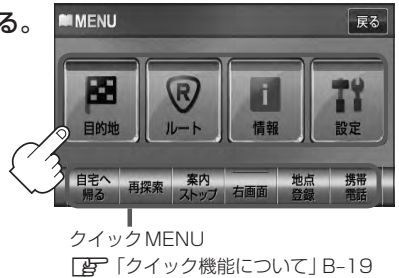 る。
MENU
戻る
R
i
目的地
ルート
情報
設定
自宅へ
帰る
再探索
案内
ストップ
右画面
地点
登録
携帯
電話
クイックMENU
「クイック機能について」B-19